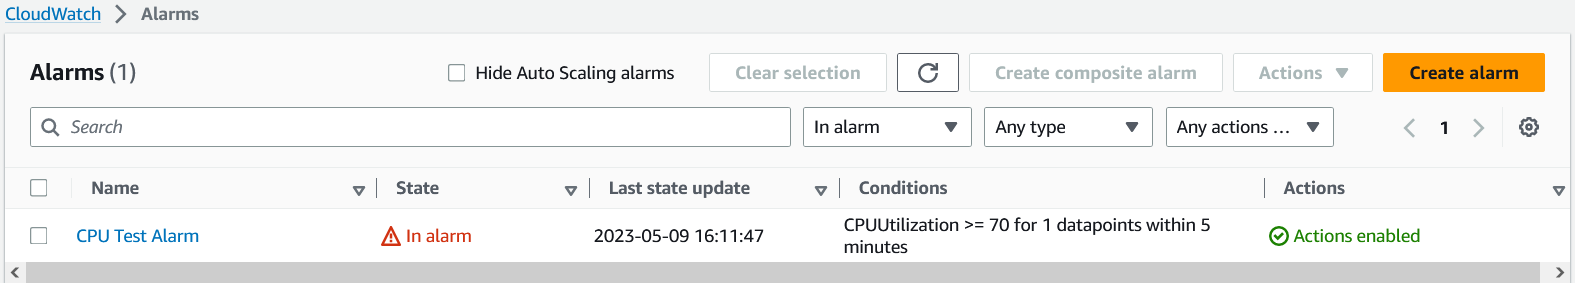 CloudWatch > Alarms
Alarms (1)
Hide Auto Scaling alarms
Clear selection
Create composite alarm
Actions
Create alarm
Search
In alarm
Any type
Any actions ...
1
Name State Last state update Conditions Actions
CPU Test Alarm In alarm 2023-05-09 16:11:47 CPUUtilization >= 70 for 1 datapoints within 5
minutes
Actions enabled